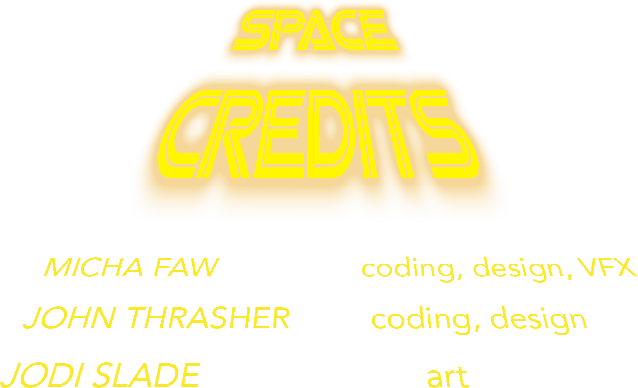 SPACE
CREDITS
MICHA FAW coding, design, VFX
JOHN THRASHER coding, design
JODI SLADE art